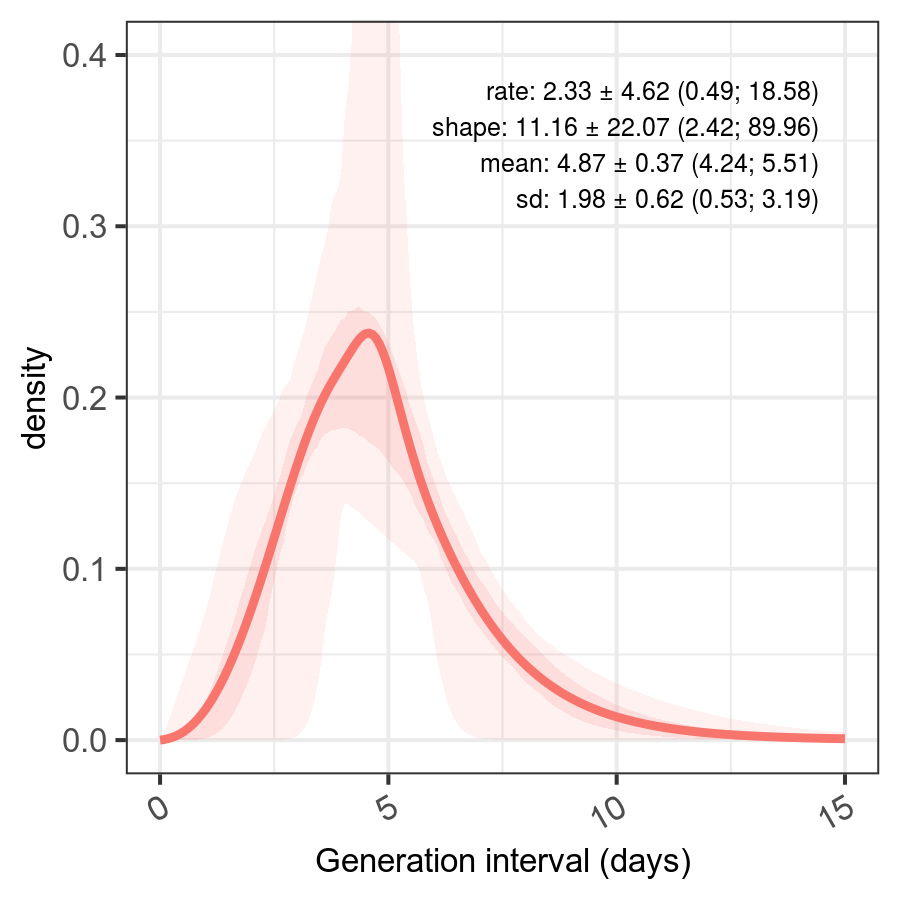 rate: 2.33 ± 4.62 (0.49; 18.58)
shape: 11.16 ± 22.07 (2.42; 89.96)
mean: 4.87 ± 0.37 (4.24; 5.51)
sd: 1.98 ± 0.62 (0.53; 3.19)
0.4
0.3
0.2
0.1
0.0
density
0
5
10
15
Generation interval (days)